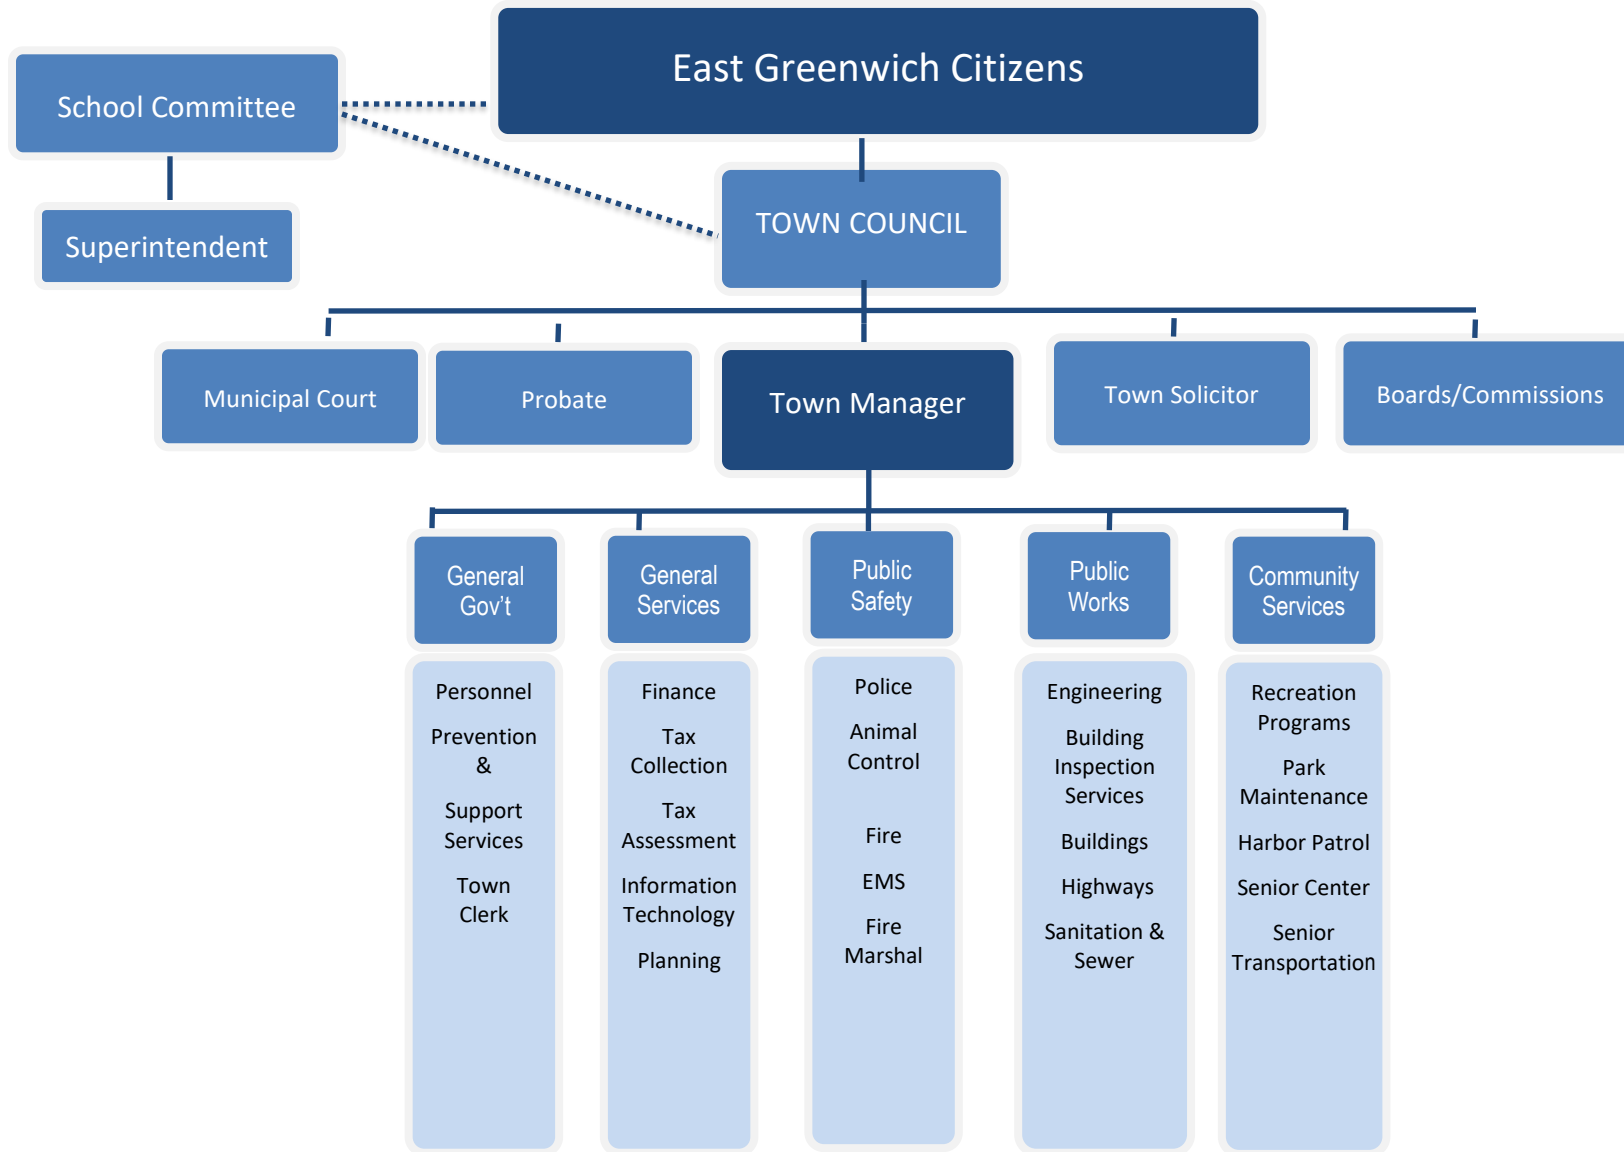 East Greenwich Citizens
School Committee
Superintendent
TOWN COUNCIL
Municipal Court
Probate
Town Manager
Town Solicitor
Boards/Commissions
General
Gov't
Personnel
Prevention
&
Support
Services
Town
Clerk
General
Services
Finance
Tax
Collection
Tax
Assessment
Information
Technology
Planning
Public
Safety
Police
Animal
Control
Fire
EMS
Fire
Marshal
Public
Works
Engineering
Building
Inspection
Services
Buildings
Highways
Sanitation &
Sewer
Community
Services
Recreation
Programs
Park
Maintenance
Harbor Patrol
Senior Center
Senior
Transportation